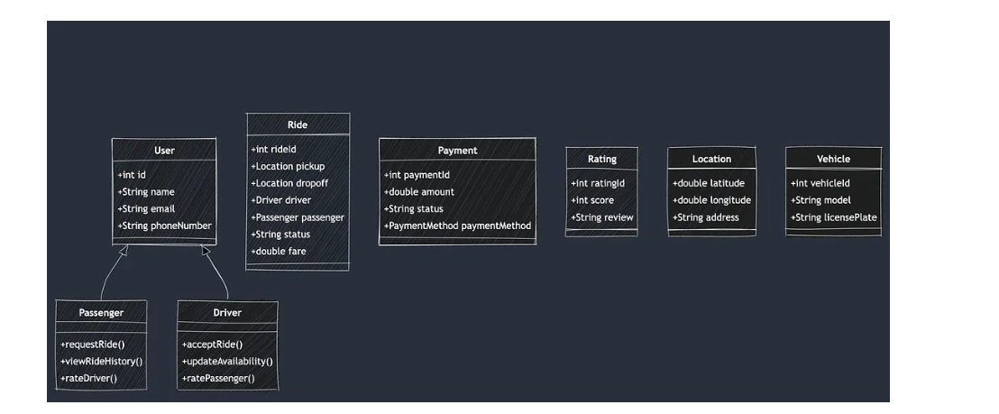 User
+int id
+String name
+String email
+String phoneNumber
Ride
+int rideId
+Location pickup
+Location dropoff
+Driver driver
+Passenger passenger
+String status
+double fare
Payment
+int paymentId
+double amount
+String status
+PaymentMethod paymentMethod
Rating
+int ratingId
+int score
+String review
Location
+double latitude
+double longitude
+String address
Vehicle
+int vehicleId
+String model
+String licensePlate
Passenger
+requestRide()
+viewRideHistory()
+rateDriver()
Driver
+acceptRide()
+updateAvailability()
+ratePassenger()